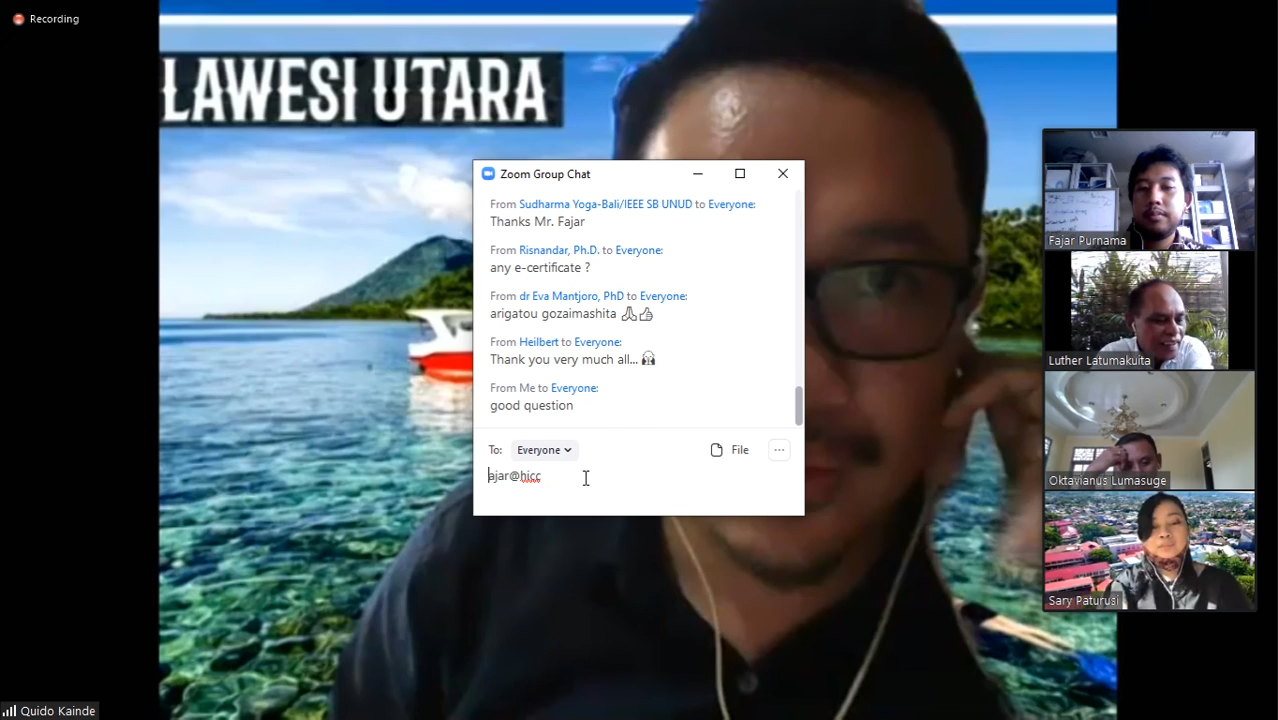 Recording
LAWESI UTARA
Zoom Group Chat
From Sudharma Yoga-Bali/IEEE SB UNUD to Everyone:
Thanks Mr. Fajar
From Risnandar, Ph.D. to Everyone:
any e-certificate ?
From dr Eva Mantjoro, PhD to Everyone:
arigatou gozaimashita 🙏👍
From Heilbert to Everyone:
Thank you very much all...
From Me to Everyone:
good question
To: Everyone
File
ajar@hicc
Fajar Purnama
Luther Latumakuita
Oktavianus Lumasuge
Sary Paturusi
Quido Kainde